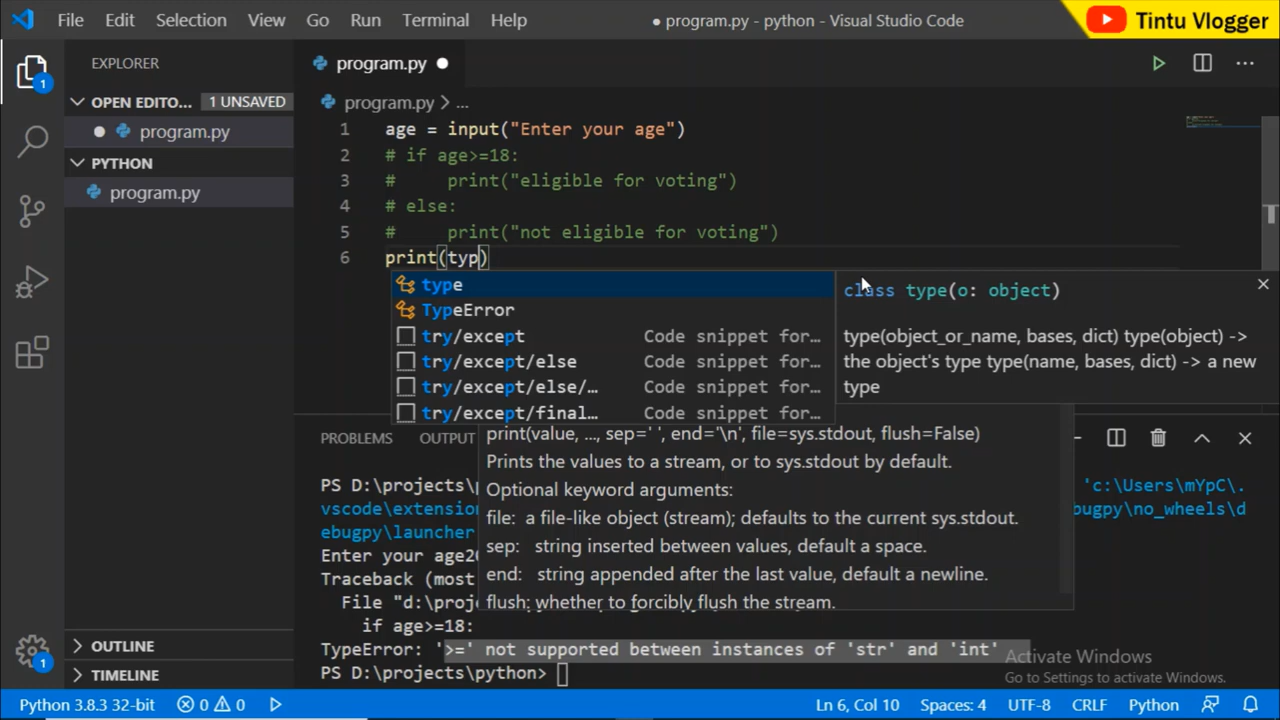 File Edit Selection View Go Run Terminal Help ● program.py - python - Visual Studio Code
Tintu Vlogger
EXPLORER
OPEN EDITO... 1 UNSAVED
program.py
PYTHON
program.py
OUTLINE
TIMELINE
1
1
program.py
program.py > ...
1 age = input("Enter your age")
2 # if age>=18:
3 #     print("eligible for voting")
4 # else:
5 #     print("not eligible for voting")
6 print(typ)
type
TypeError
try/except Code snippet for...
try/except/else Code snippet for...
try/except/else/... Code snippet for...
try/except/final... Code snippet for...
class type(o: object)
type(object_or_name, bases, dict) type(object) ->
the object's type type(name, bases, dict) -> a new
type
print(value, ..., sep=' ', end='\n', file=sys.stdout, flush=False)
Prints the values to a stream, or to sys.stdout by default.
Optional keyword arguments:
file: a file-like object (stream); defaults to the current sys.stdout.
sep: string inserted between values, default a space.
end: string appended after the last value, default a newline.
flush: whether to forcibly flush the stream.
PROBLEMS OUTPUT
PS D:\projects\ 'c:\Users\mYpC\.
vscode\extension bugpy\no_wheels\d
ebugpy\launcher
Enter your age20
Traceback (most
File "d:\proj
if age>=18:
TypeError: '>=' not supported between instances of 'str' and 'int'
PS D:\projects\python>
Activate Windows
Go to Settings to activate Windows.
Python 3.8.3 32-bit 0 0 Ln 6, Col 10 Spaces: 4 UTF-8 CRLF Python